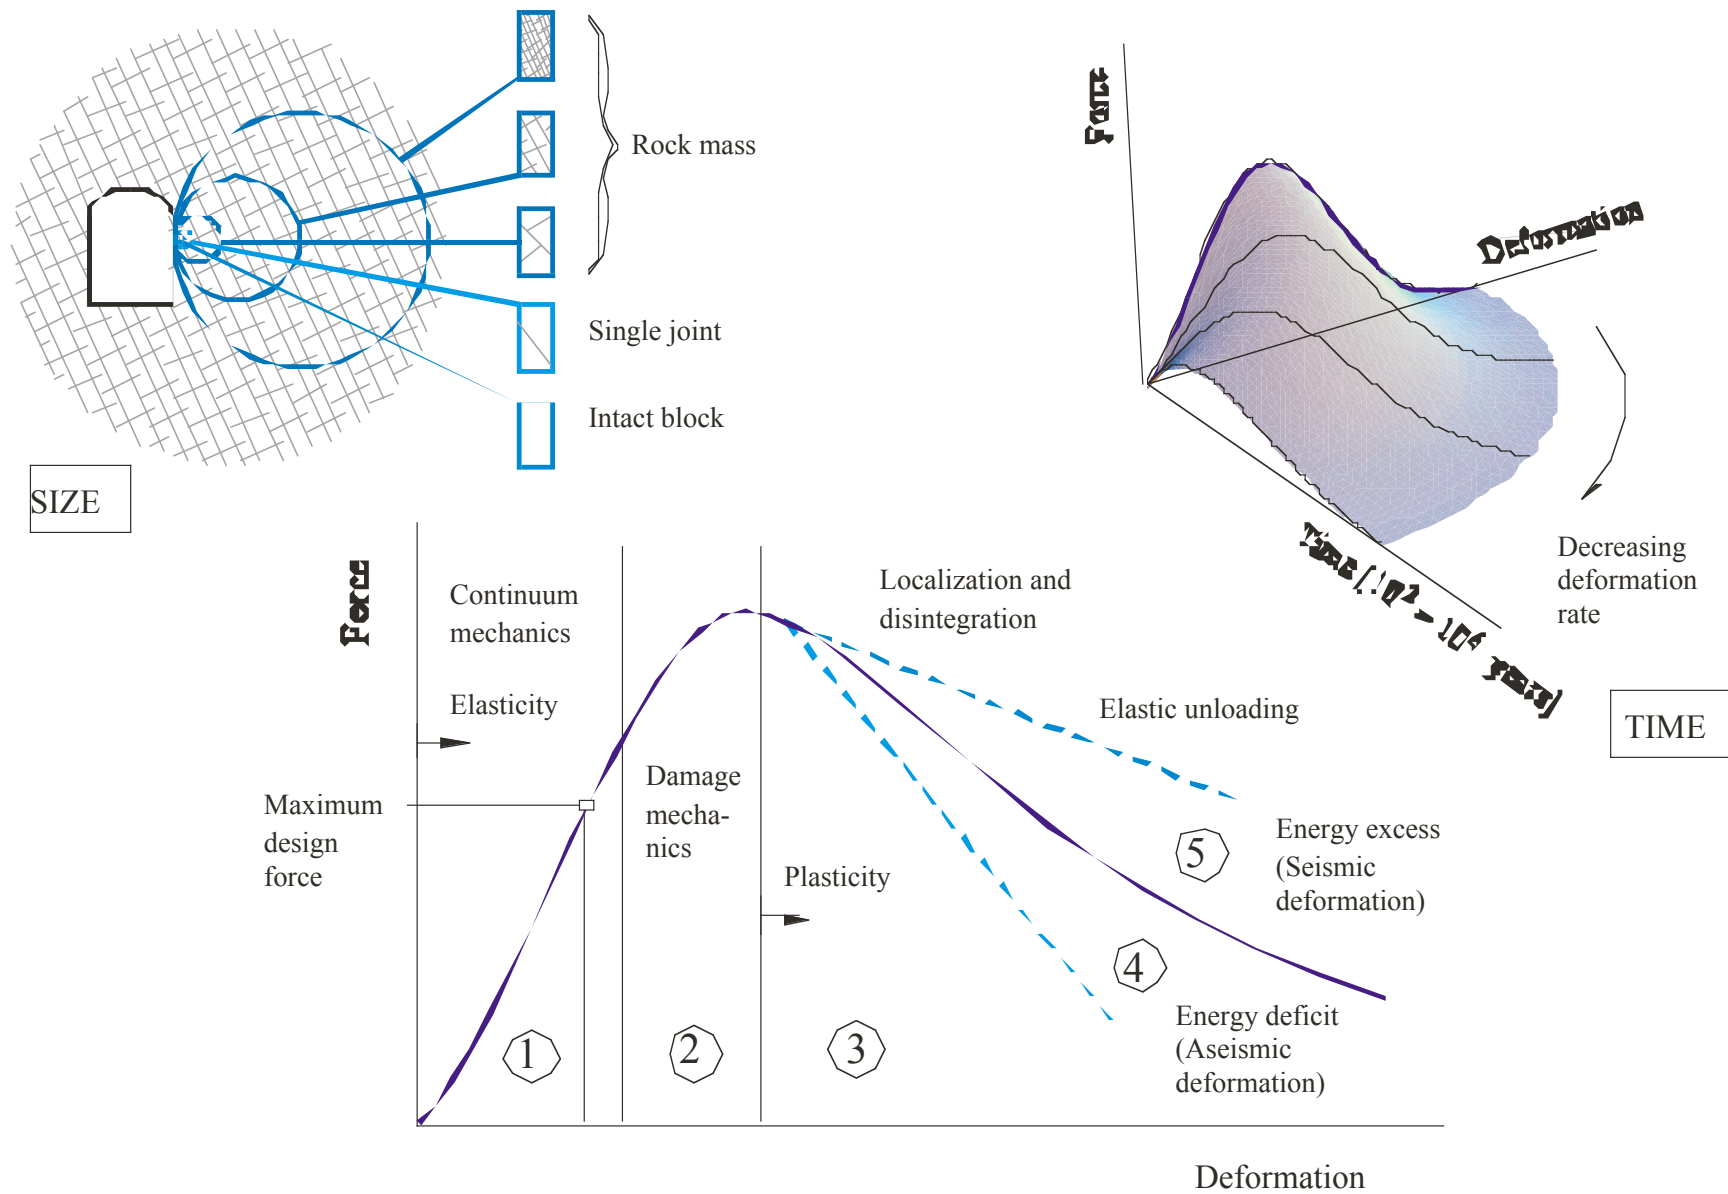 Rock mass
Single joint
Intact block
SIZE
Force
Deformation
Decreasing
deformation
rate
TIME
Force
Continuum
mechanics
Elasticity
Maximum
design
force
Damage
mecha-
nics
Localization and
disintegration
Elastic unloading
Plasticity
5
Energy excess
(Seismic
deformation)
4
Energy deficit
(Aseismic
deformation)
1
2
3
Deformation